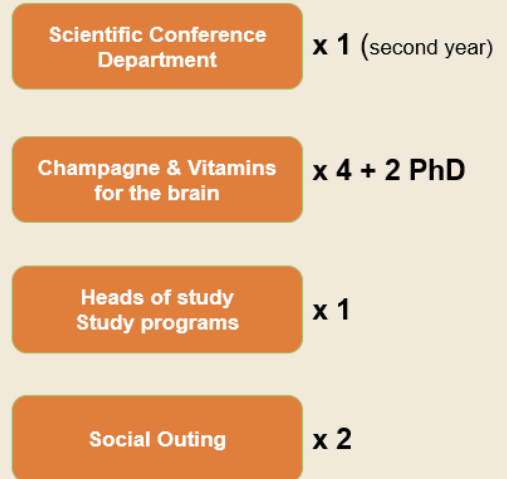 Scientific Conference
Department
x 1 (second year)
Champagne & Vitamins
for the brain
x 4 + 2 PhD
Heads of study
Study programs
x 1
Social Outing
x 2